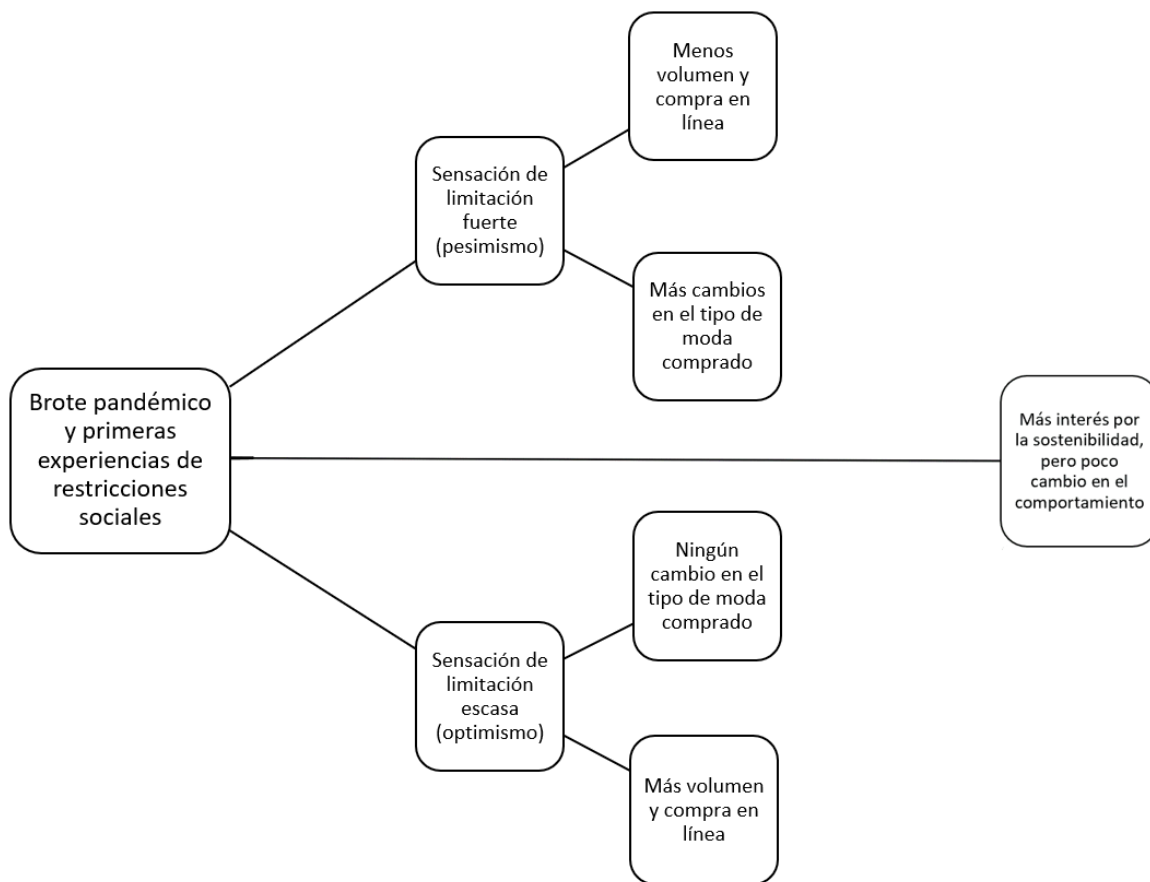 Brote pandémico
y primeras
experiencias de
restricciones
sociales
Sensación de
limitación
fuerte
(pesimismo)
Menos
volumen y
compra en
línea
Más cambios
en el tipo de
moda
comprado
Más interés por
la sostenibilidad,
pero poco
cambio en el
comportamiento
Sensación de
limitación
escasa
(optimismo)
Ningún
cambio en el
tipo de moda
comprado
Más volumen
y compra en
línea